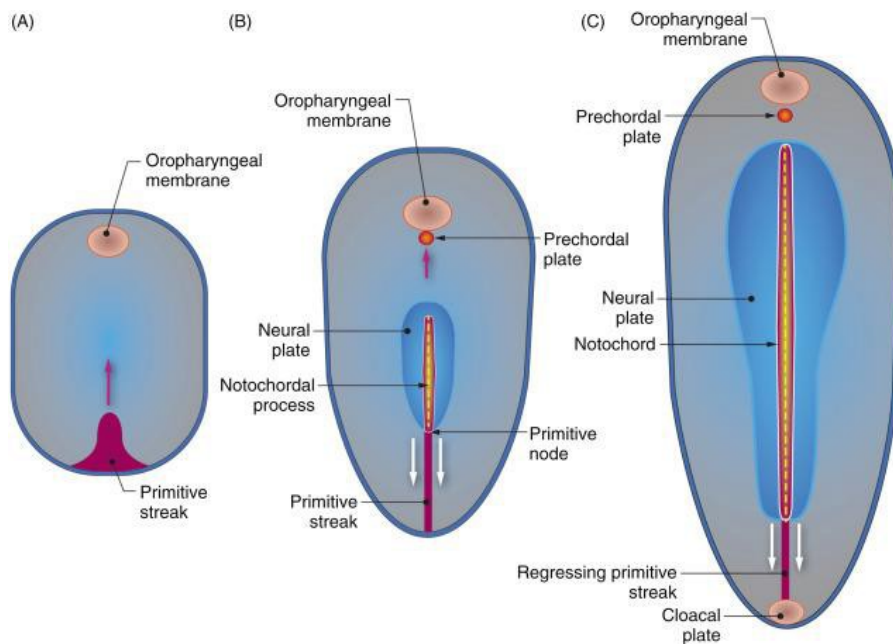 (A)
Oropharyngeal
membrane
Primitive
streak
(B)
Oropharyngeal
membrane
Prechordal
plate
Neural
plate
Notochordal
process
Primitive
node
Primitive
streak
(C)
Oropharyngeal
membrane
Prechordal
plate
Neural
plate
Notochord
Regressing primitive
streak
Cloacal
plate